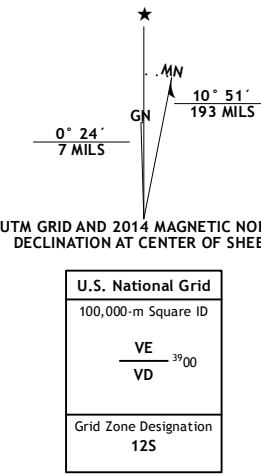 ★
MN
GN
10° 51´
193 MILS
0° 24´
7 MILS
UTM GRID AND 2014 MAGNETIC NO
DECLINATION AT CENTER OF SHEE
U.S. National Grid
100,000-m Square ID
VE
3900
VD
Grid Zone Designation
12S